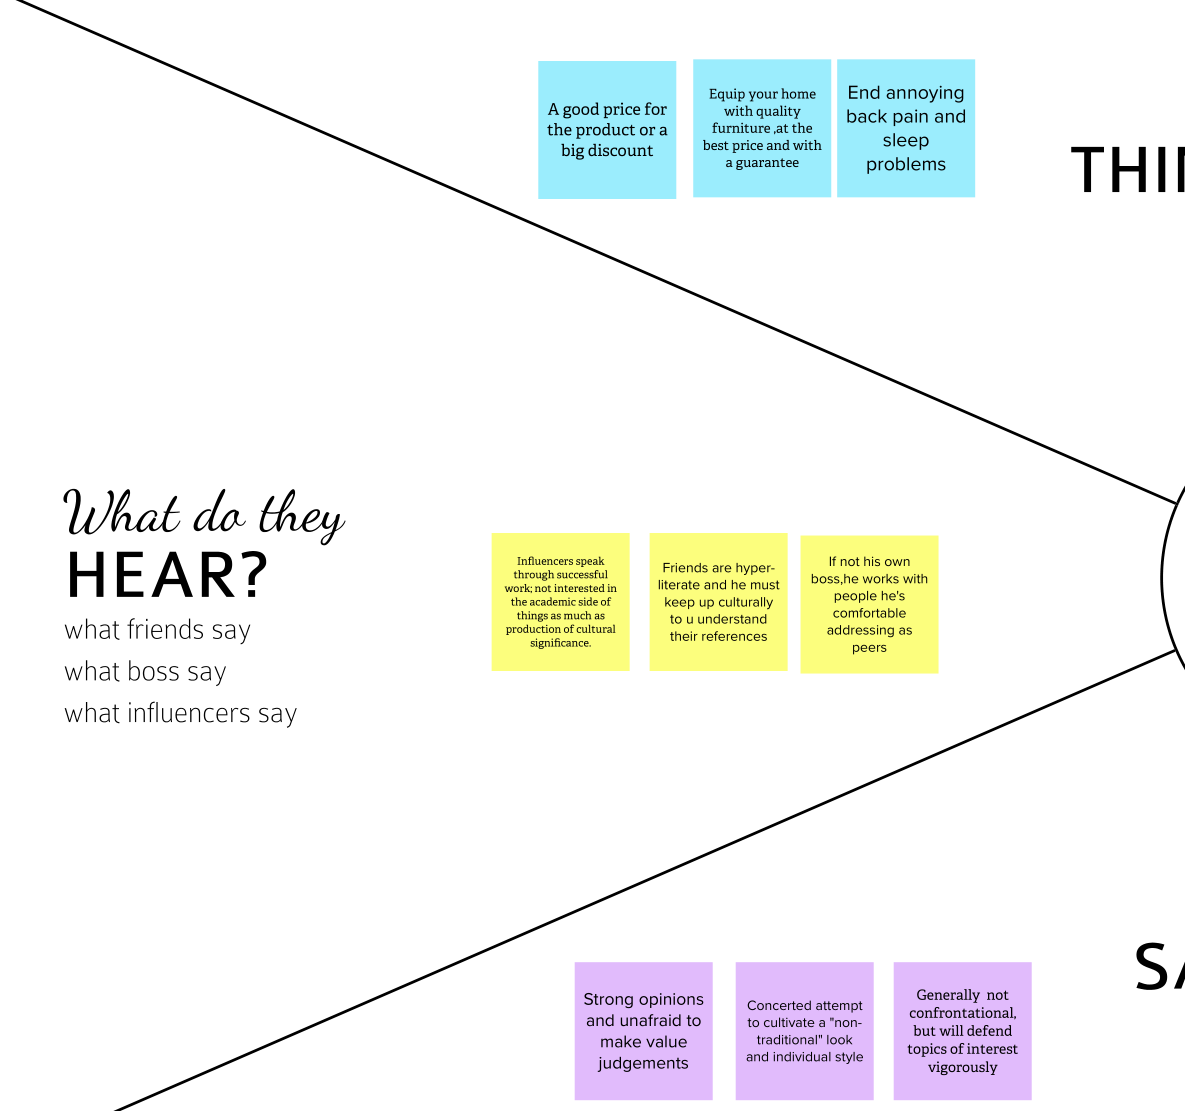 A good price for
the product or a
big discount
Equip your home
with quality
furniture ,at the
best price and with
a guarantee
End annoying
back pain and
sleep
problems
THIN
What do they
HEAR?
what friends say
what boss say
what influencers say
Influencers speak
through successful
work; not interested in
the academic side of
things as much as
production of cultural
significance.
Friends are hyper-
literate and he must
keep up culturally
to u understand
their references
If not his own
boss,he works with
people he's
comfortable
addressing as
peers
SA
Strong opinions
and unafraid to
make value
judgements
Concerted attempt
to cultivate a "non-
traditional" look
and individual style
Generally  not
confrontational,
but will defend
topics of interest
vigorously